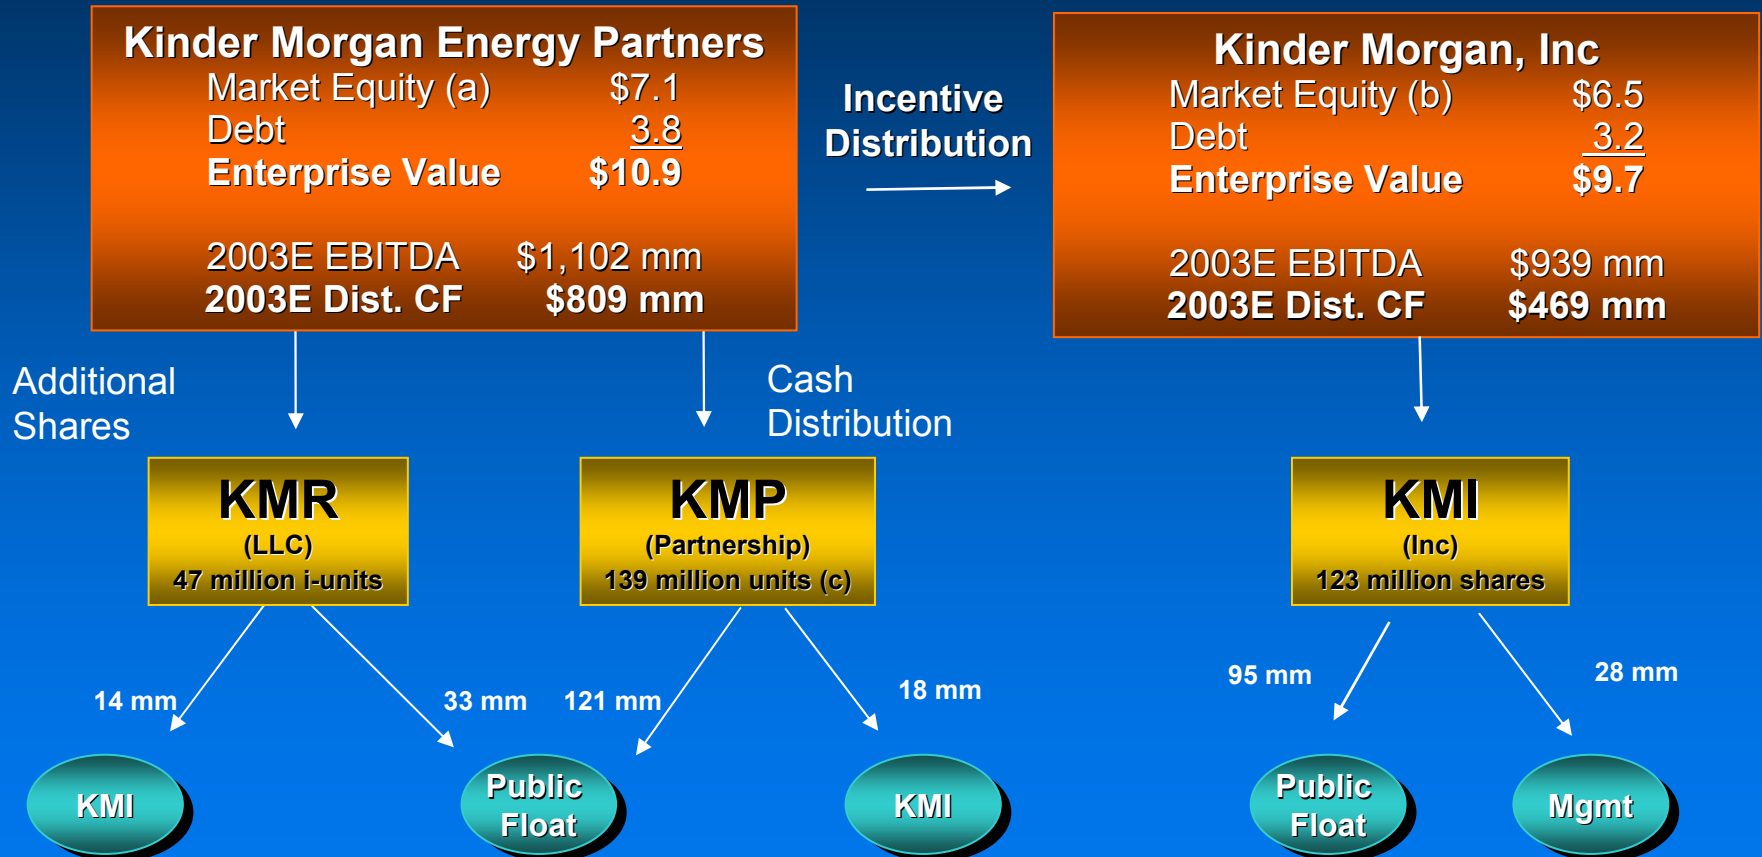 Kinder Morgan Energy Partners
Market Equity (a) $7.1
Debt 3.8
Enterprise Value $10.9
2003E EBITDA $1,102 mm
2003E Dist. CF $809 mm
Incentive
Distribution
Kinder Morgan, Inc
Market Equity (b) $6.5
Debt 3.2
Enterprise Value $9.7
2003E EBITDA $939 mm
2003E Dist. CF $469 mm
Additional
Shares
Cash
Distribution
KMR
(LLC)
47 million i-units
KMP
(Partnership)
139 million units (c)
KMI
(Inc)
123 million shares
14 mm
33 mm
121 mm
18 mm
95 mm
28 mm
KMI
Public
Float
KMI
Public
Float
Mgmt